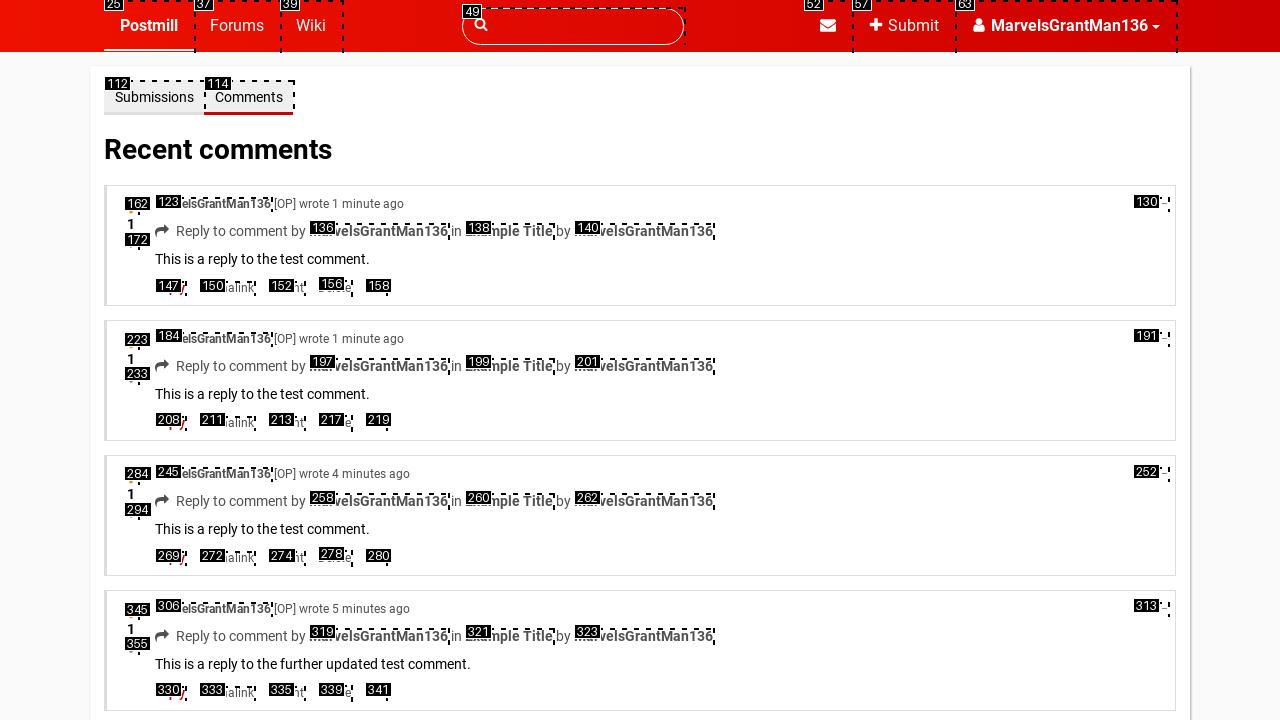 25 37 39 49 52 57 63
Postmill Forums Wiki Submit MarvelsGrantMan136
112 114
Submissions Comments
Recent comments
162 123 elsGrantMan136 [OP] wrote 1 minute ago 130
1
172 Reply to comment by 136 velsGrantMan136 in 138 mple Title by 140 velsGrantMan136
This is a reply to the test comment.
147 150 alink 152 156 158
223 184 elsGrantMan136 [OP] wrote 1 minute ago 191
1
233 Reply to comment by 197 velsGrantMan136 in 199 mple Title by 201 velsGrantMan136
This is a reply to the test comment.
208 211 alink 213 217 219
284 245 elsGrantMan136 [OP] wrote 4 minutes ago 252
1
294 Reply to comment by 258 velsGrantMan136 in 260 mple Title by 262 velsGrantMan136
This is a reply to the test comment.
269 272 alink 274 278 280
345 306 elsGrantMan136 [OP] wrote 5 minutes ago 313
1
355 Reply to comment by 319 velsGrantMan136 in 321 mple Title by 323 velsGrantMan136
This is a reply to the further updated test comment.
330 333 alink 335 339 341